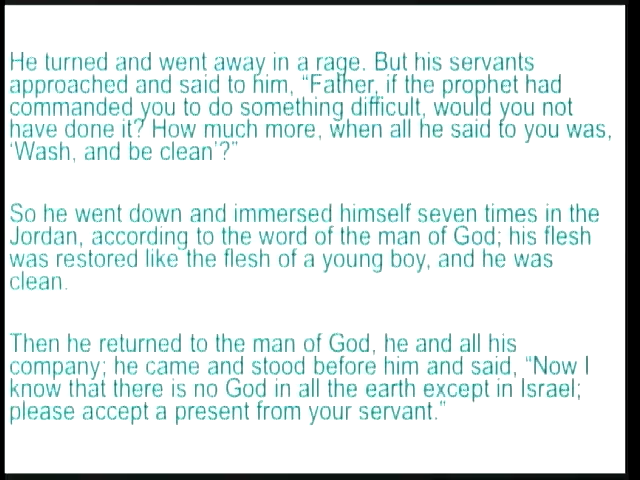 He turned and went away in a rage. But his servants
approached and said to him, “Father, if the prophet had
commanded you to do something difficult, would you not
have done it? How much more, when all he said to you was,
‘Wash, and be clean’?”
So he went down and immersed himself seven times in the
Jordan, according to the word of the man of God; his flesh
was restored like the flesh of a young boy, and he was
clean.
Then he returned to the man of God, he and all his
company; he came and stood before him and said, “Now I
know that there is no God in all the earth except in Israel;
please accept a present from your servant.”